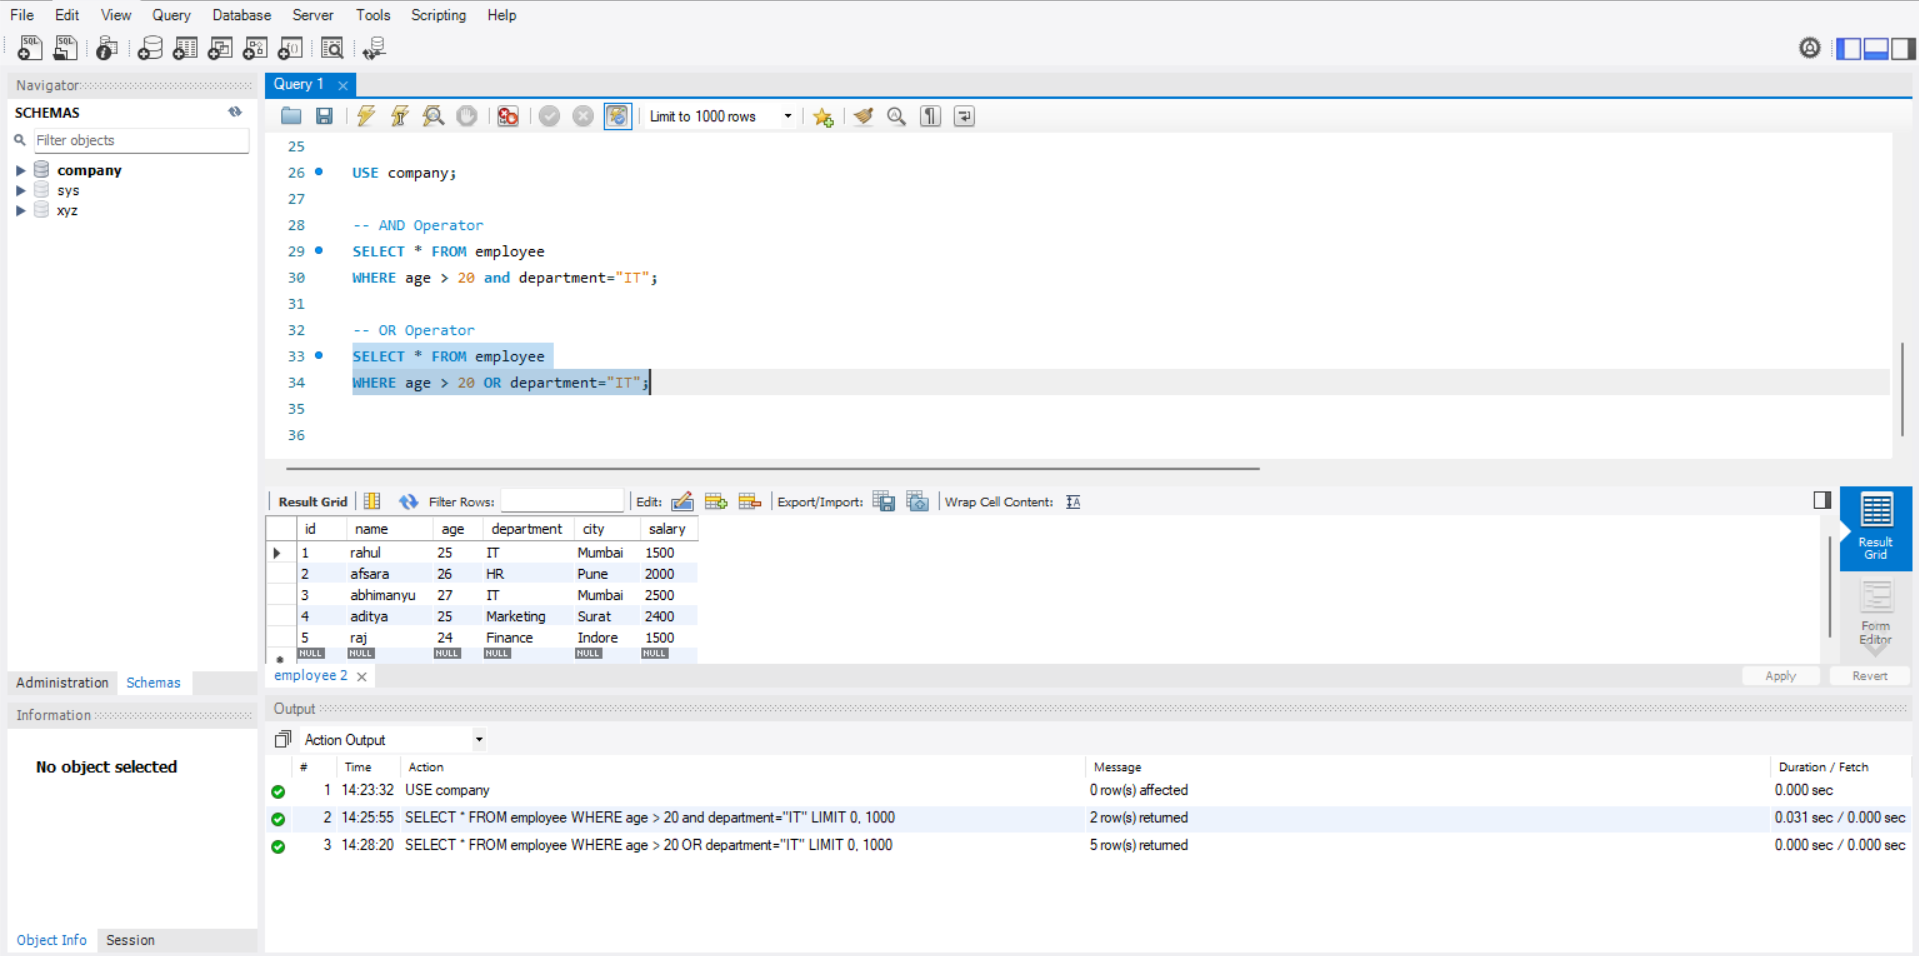 File Edit View Query Database Server Tools Scripting Help
Navigator
SCHEMAS
Filter objects
company
sys
xyz
Administration Schemas
Information
No object selected
Object Info Session
Query 1
Limit to 1000 rows
25
26 USE company;
27
28 -- AND Operator
29 SELECT * FROM employee
30 WHERE age > 20 and department="IT";
31
32 -- OR Operator
33 SELECT * FROM employee
34 WHERE age > 20 OR department="IT";
35
36
Result Grid Filter Rows: Edit: Export/Import: Wrap Cell Content:
id name age department city salary
1 rahul 25 IT Mumbai 1500
2 afsara 26 HR Pune 2000
3 abhimanyu 27 IT Mumbai 2500
4 aditya 25 Marketing Surat 2400
5 raj 24 Finance Indore 1500
NULL NULL NULL NULL NULL NULL
Result
Grid
Form
Editor
employee 2 Apply Revert
Output
Action Output
# Time Action Message Duration / Fetch
1 14:23:32 USE company 0 row(s) affected 0.000 sec
2 14:25:55 SELECT * FROM employee WHERE age > 20 and department="IT" LIMIT 0, 1000 2 row(s) returned 0.031 sec / 0.000 sec
3 14:28:20 SELECT * FROM employee WHERE age > 20 OR department="IT" LIMIT 0, 1000 5 row(s) returned 0.000 sec / 0.000 sec